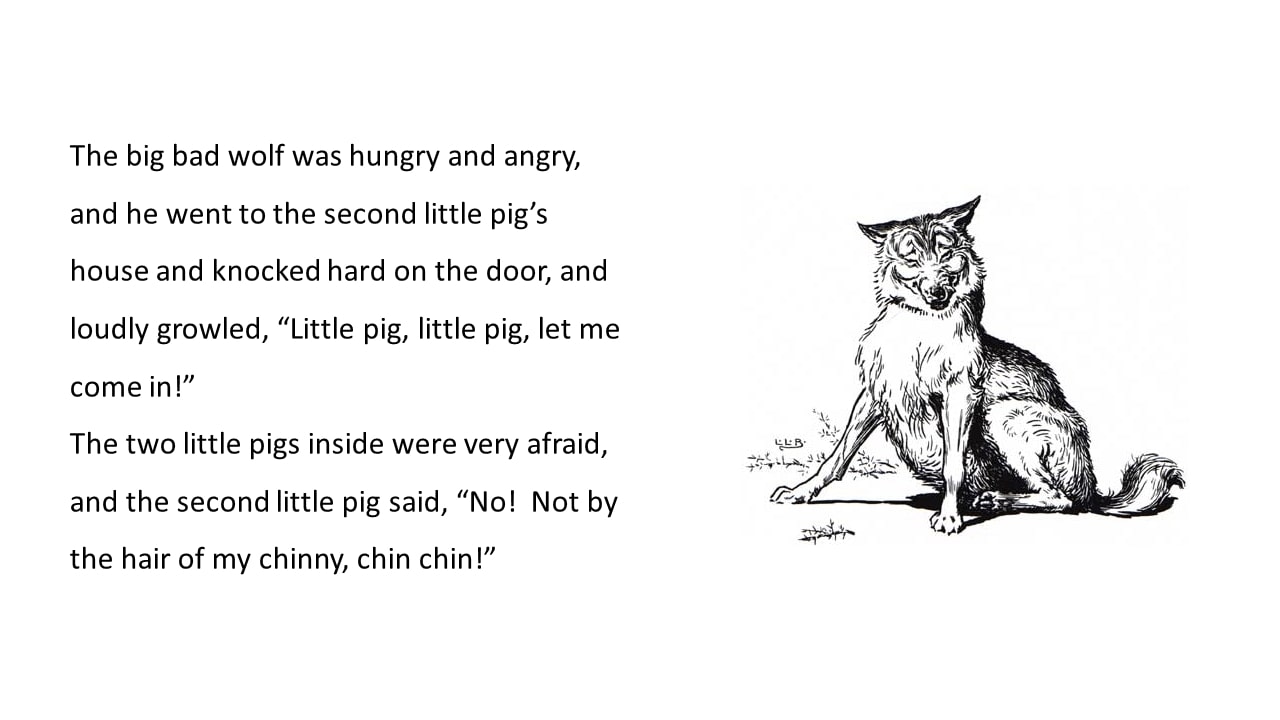 The big bad wolf was hungry and angry,
and he went to the second little pig’s
house and knocked hard on the door, and
loudly growled, “Little pig, little pig, let me
come in!”
The two little pigs inside were very afraid,
and the second little pig said, “No!  Not by
the hair of my chinny, chin chin!”
L.L.B.